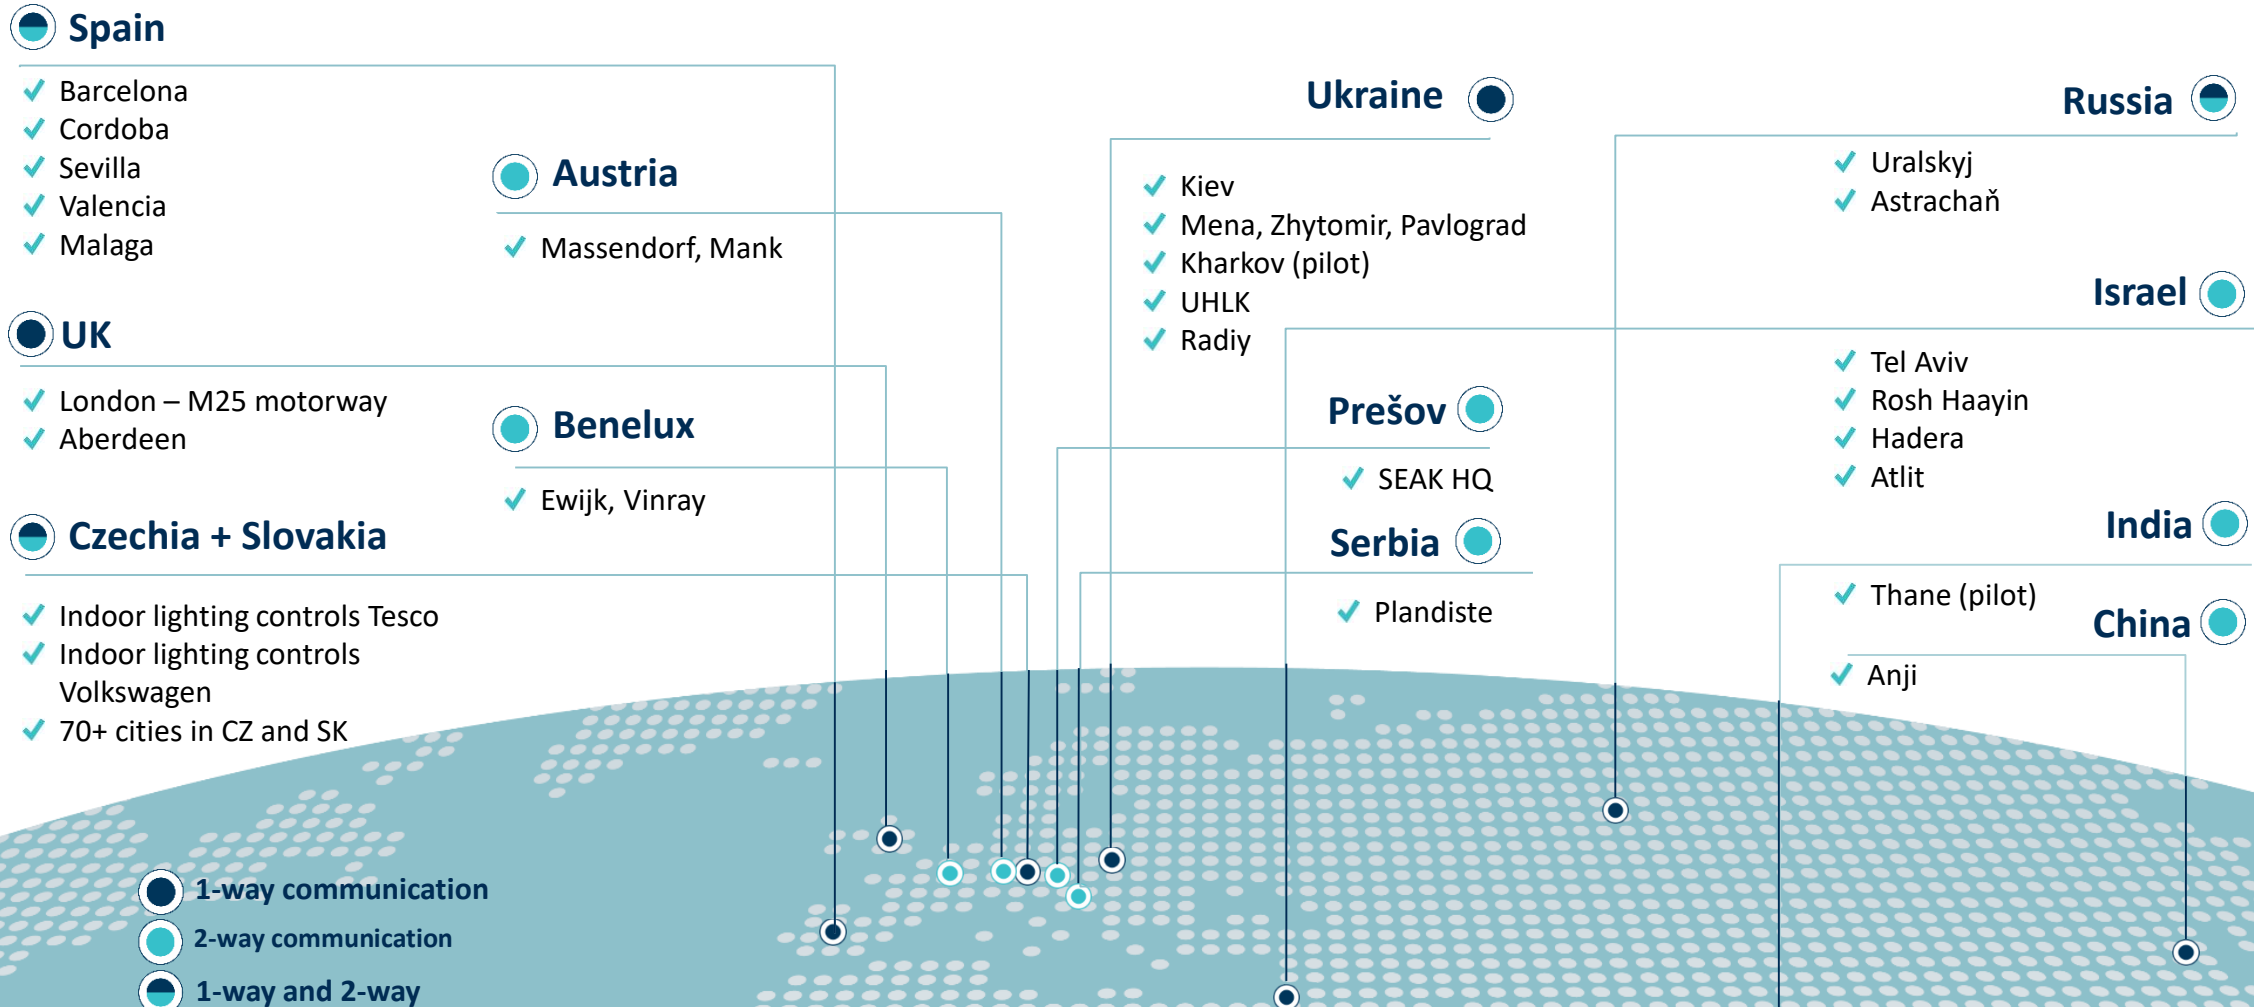 Spain
Barcelona
Cordoba
Sevilla
Valencia
Malaga
UK
London – M25 motorway
Aberdeen
Czechia + Slovakia
Indoor lighting controls Tesco
Indoor lighting controls
Volkswagen
70+ cities in CZ and SK
Austria
Massendorf, Mank
Benelux
Ewijk, Vinray
Ukraine
Kiev
Mena, Zhytomir, Pavlograd
Kharkov (pilot)
UHLK
Radiy
Prešov
SEAK HQ
Serbia
Plandiste
Russia
Uralskyj
Astrachaň
Israel
Tel Aviv
Rosh Haayin
Hadera
Atlit
India
Thane (pilot)
China
Anji
1-way communication
2-way communication
1-way and 2-way